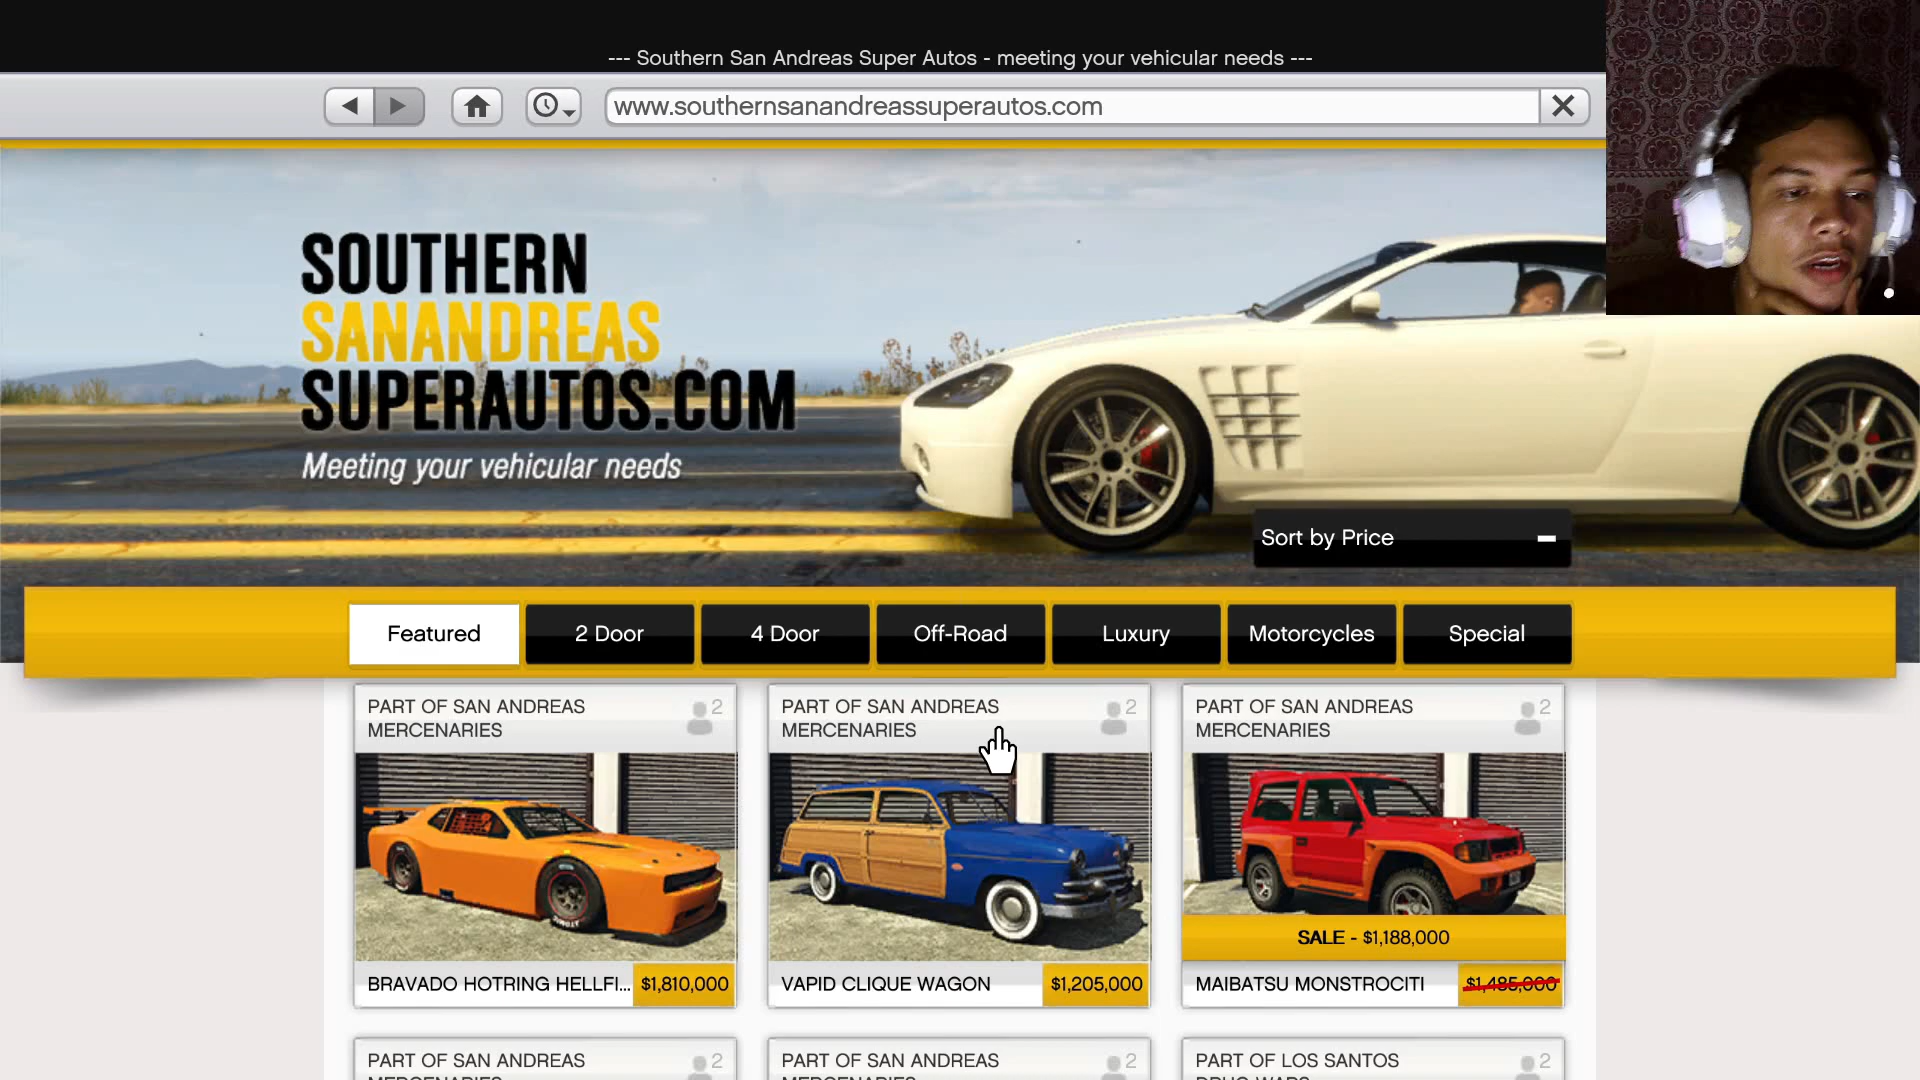 --- Southern San Andreas Super Autos - meeting your vehicular needs ---
www.southernsanandreassuperautos.com
SOUTHERN
SANANDREAS
SUPERAUTOS.COM
Meeting your vehicular needs
Sort by Price
Featured 2 Door 4 Door Off-Road Luxury Motorcycles Special
PART OF SAN ANDREAS
MERCENARIES
2
BRAVADO HOTRING HELLFI... $1,810,000
PART OF SAN ANDREAS
MERCENARIES
2
VAPID CLIQUE WAGON $1,205,000
PART OF SAN ANDREAS
MERCENARIES
2
SALE - $1,188,000
MAIBATSU MONSTROCITI $1,485,000
PART OF SAN ANDREAS
MERCENARIES
2
PART OF SAN ANDREAS
MERCENARIES
2
PART OF LOS SANTOS
DRUG WARS
2